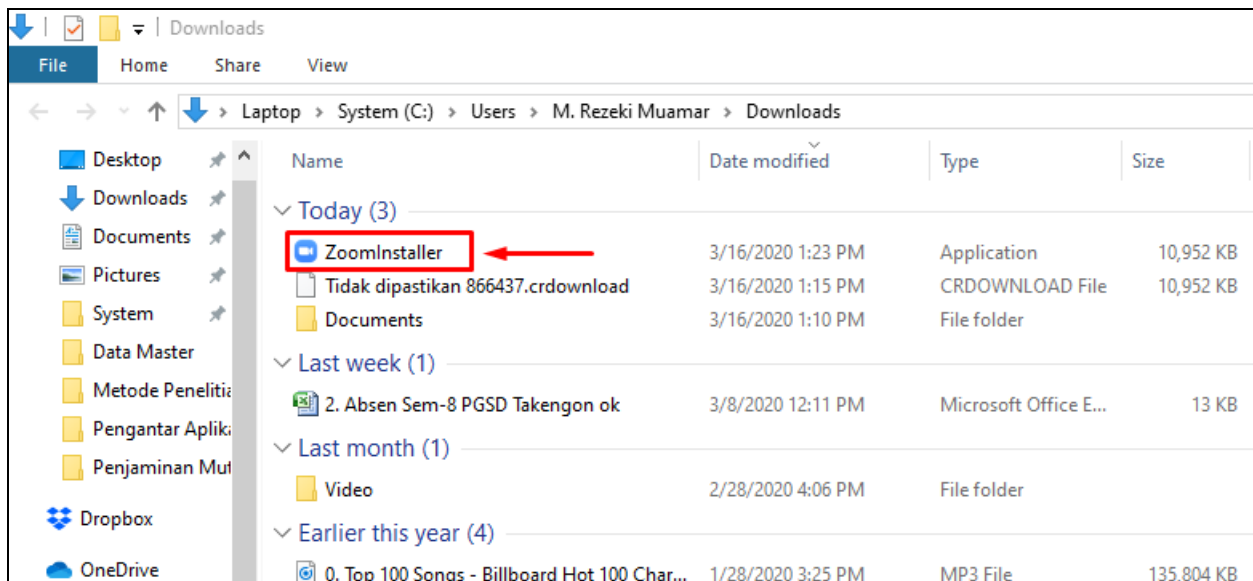 Downloads
File Home Share View
Laptop > System (C:) > Users > M. Rezeki Muamar > Downloads
Name Date modified Type Size
Desktop
Downloads
Documents
Pictures
System
Data Master
Metode Penelitia
Pengantar Aplika
Penjaminan Mut
Dropbox
OneDrive
Today (3)
ZoomInstaller 3/16/2020 1:23 PM Application 10,952 KB
Tidak dipastikan 866437.crdownload 3/16/2020 1:15 PM CRDOWNLOAD File 10,952 KB
Documents 3/16/2020 1:10 PM File folder
Last week (1)
2. Absen Sem-8 PGSD Takengon ok 3/8/2020 12:11 PM Microsoft Office E... 13 KB
Last month (1)
Video 2/28/2020 4:06 PM File folder
Earlier this year (4)
0. Top 100 Songs - Billboard Hot 100 Char... 1/28/2020 3:25 PM MP3 File 135,804 KB